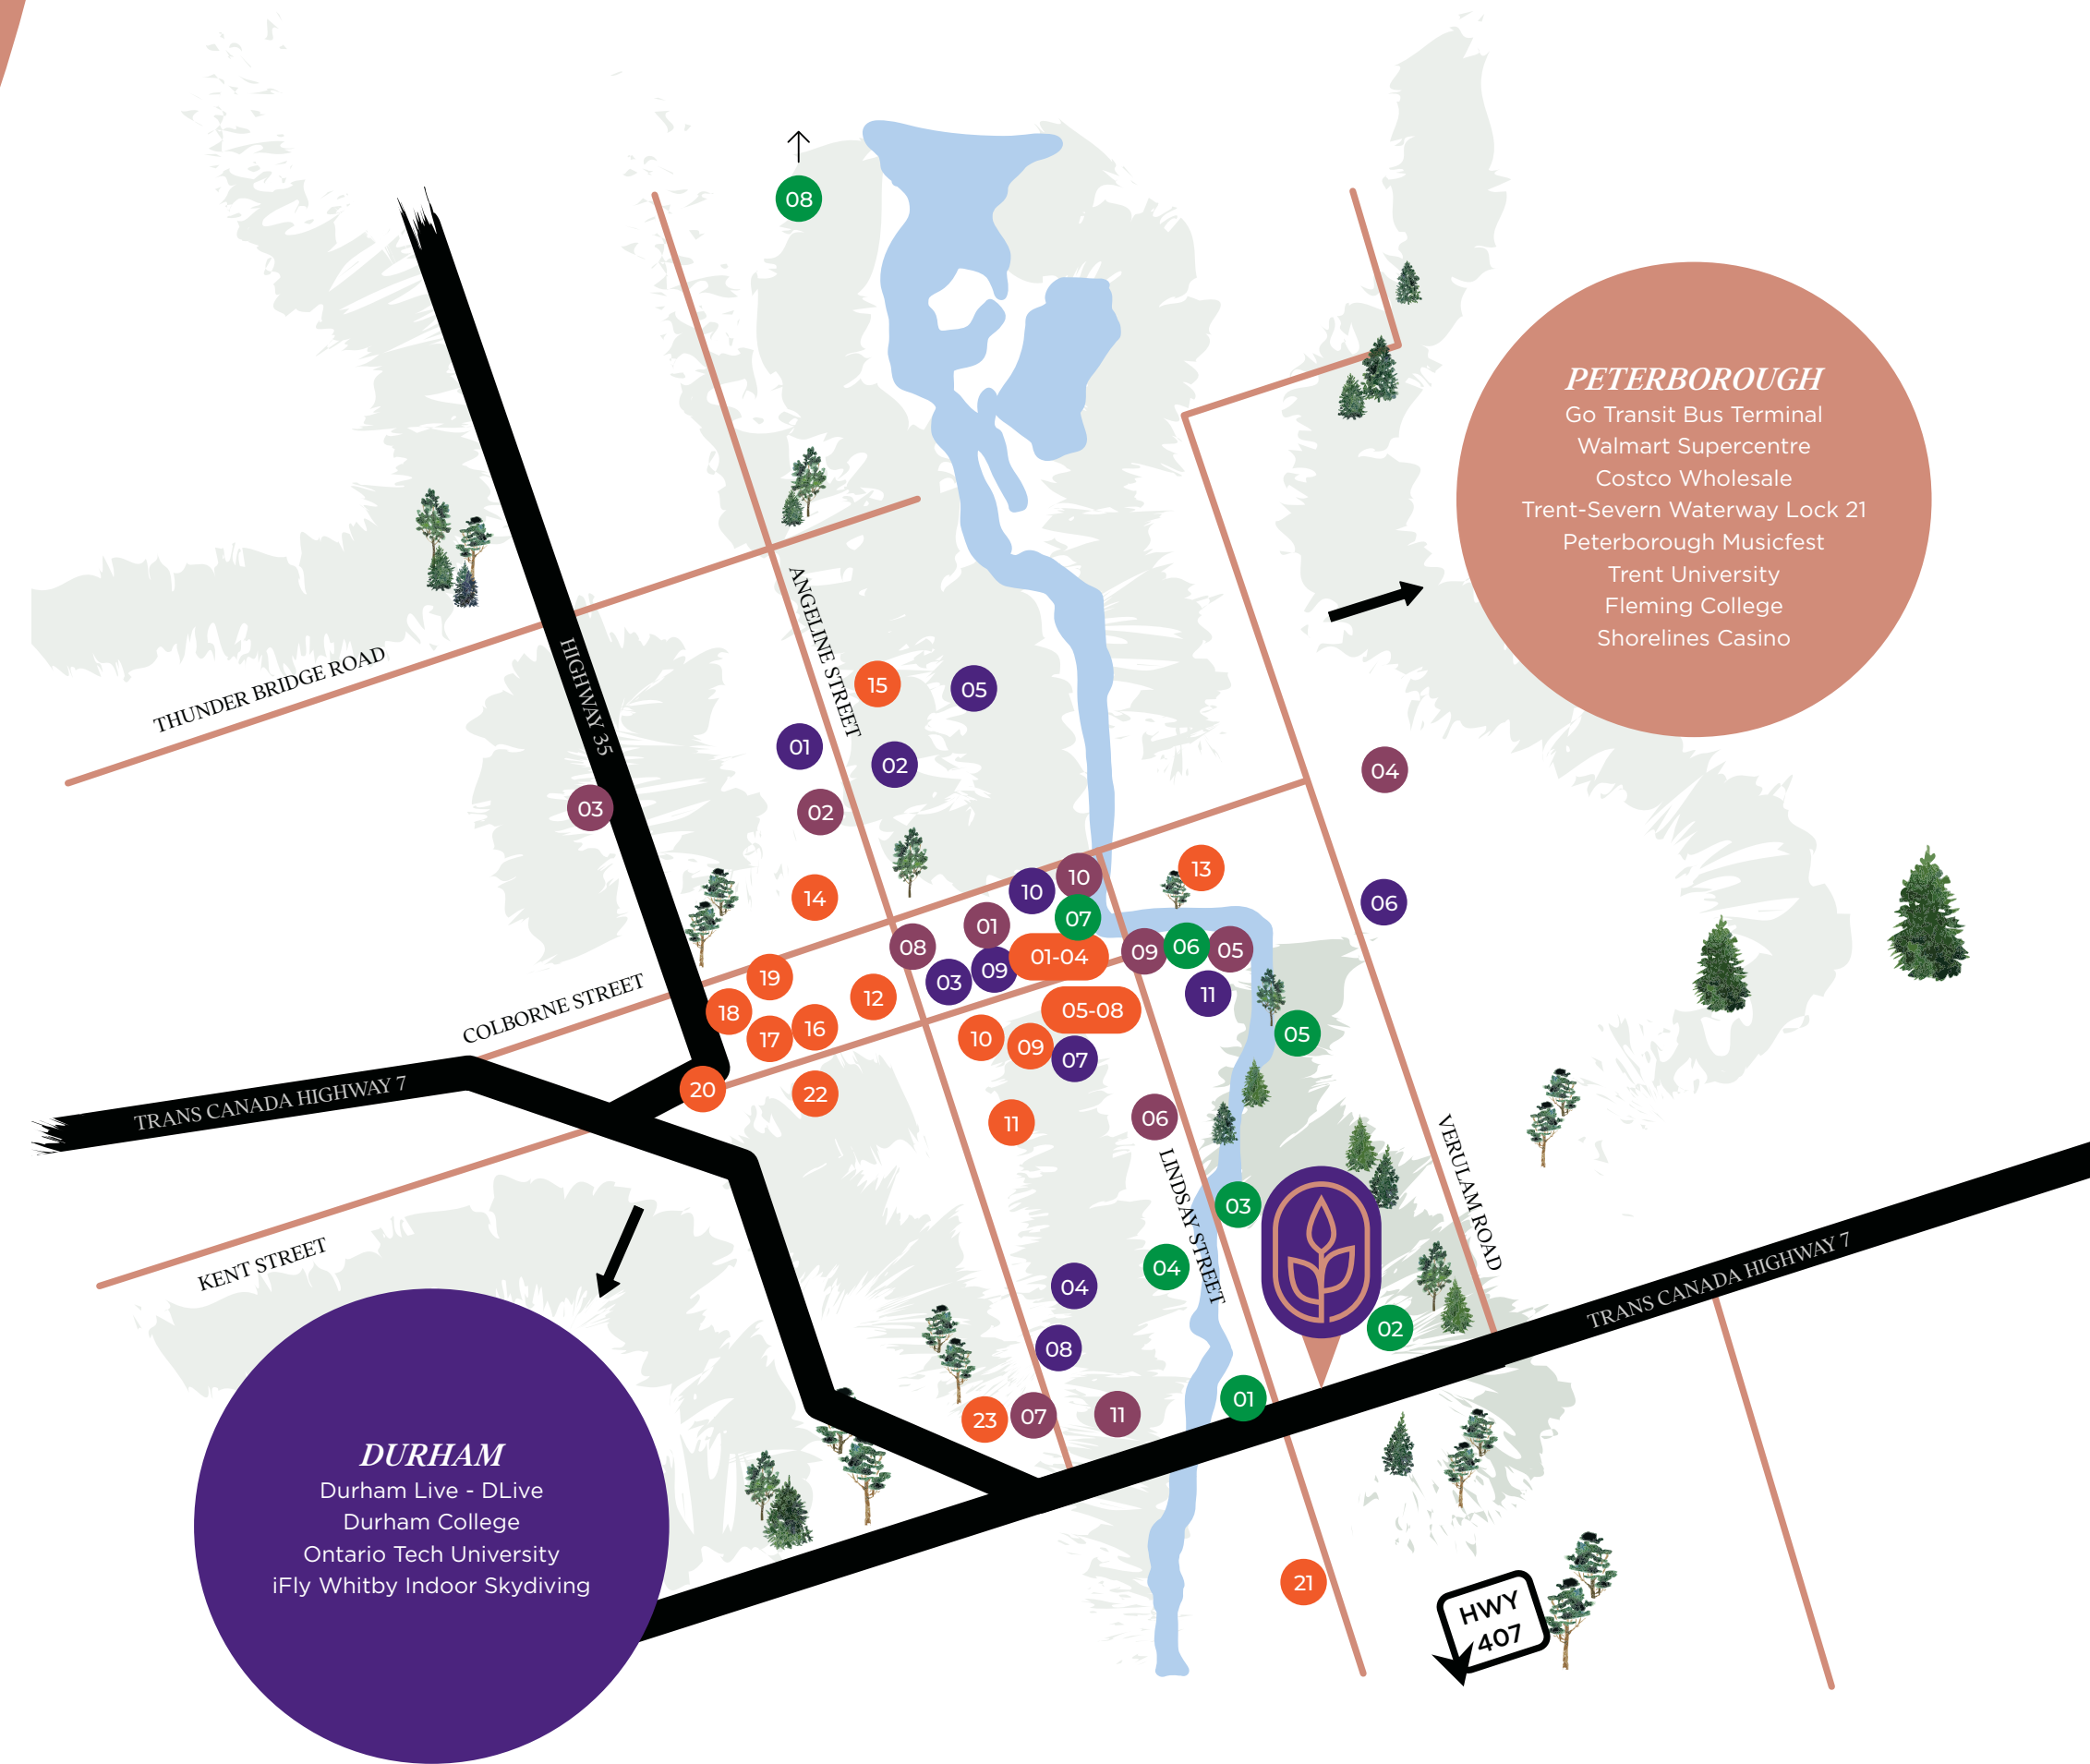 08
PETERBOROUGH
Go Transit Bus Terminal
Walmart Supercentre
Costco Wholesale
Trent-Severn Waterway Lock 21
Peterborough Musicfest
Trent University
Fleming College
Shorelines Casino
THUNDER BRIDGE ROAD
HIGHWAY 35
ANGELINE STREET
15
05
01
02
04
03
02
14
13
10
10
06
01
07
08
01-04
09
06
05
03
09
19
12
11
18
05-08
17
16
10
09
07
05
COLBORNE STREET
TRANS CANADA HIGHWAY 7
20
22
11
06
LINDSAY STREET
VERULAM ROAD
03
KENT STREET
04
04
02
08
TRANS CANADA HIGHWAY 7
01
23
07
11
DURHAM
Durham Live - DLive
Durham College
Ontario Tech University
iFly Whitby Indoor Skydiving
21
HWY
407